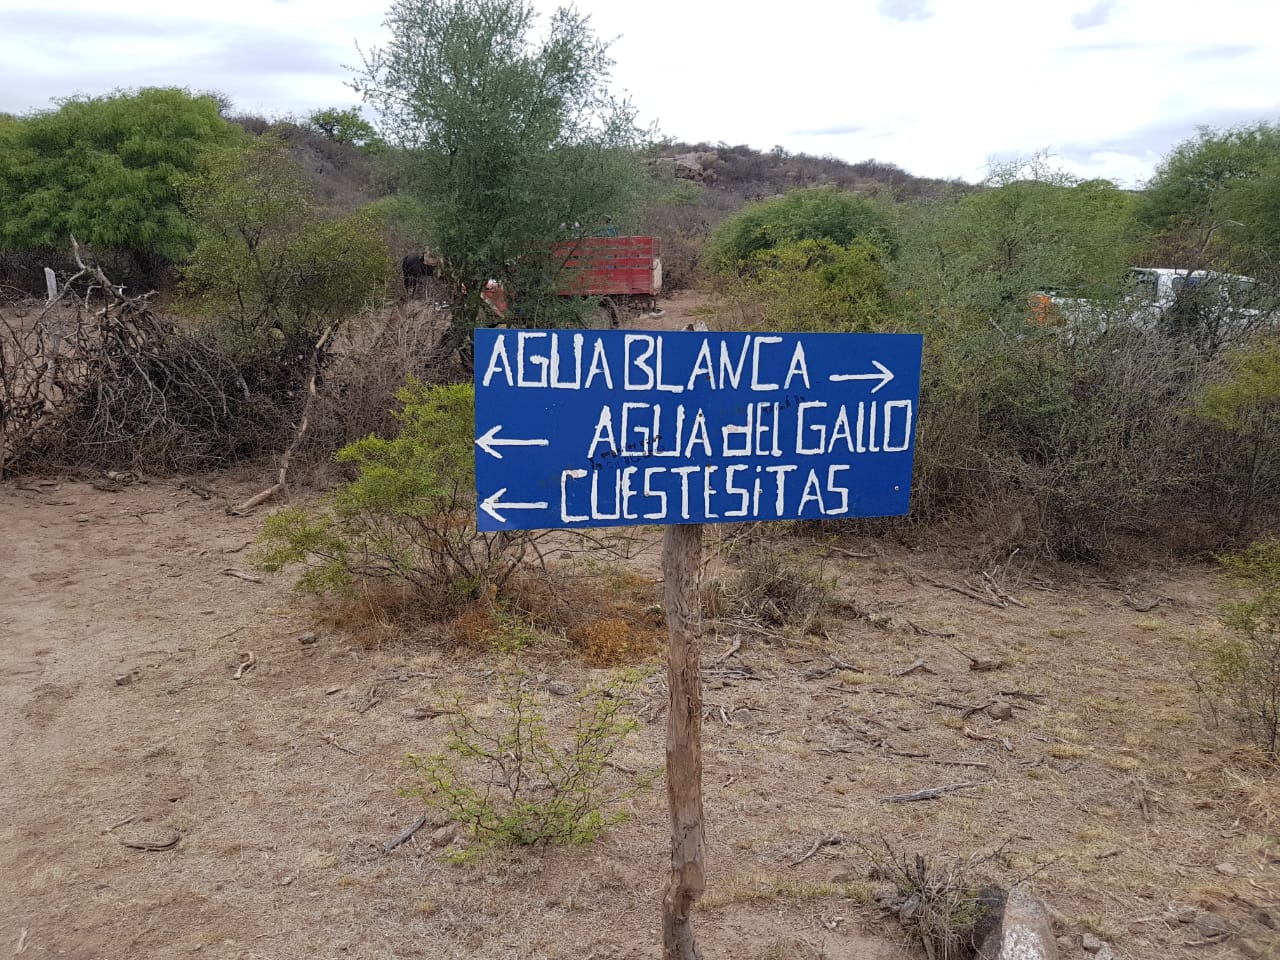 AGUA BLANCA →
← AGUA dEl GAllO
← CUESTESiTAS